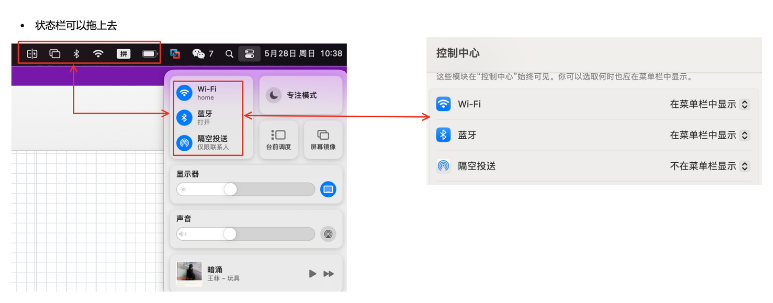 • 状态栏可以拖上去
拼 7 5月28日 周日 10:38
Wi-Fi
home
蓝牙
打开
隔空投送
仅限联系人
专注模式
台前调度
屏幕镜像
显示器
声音
暗涌
王菲 – 玩具
控制中心
这些模块在“控制中心”始终可见。你可以选取何时也应在菜单栏中显示。
Wi-Fi 在菜单栏中显示
蓝牙 在菜单栏中显示
隔空投送 不在菜单栏显示